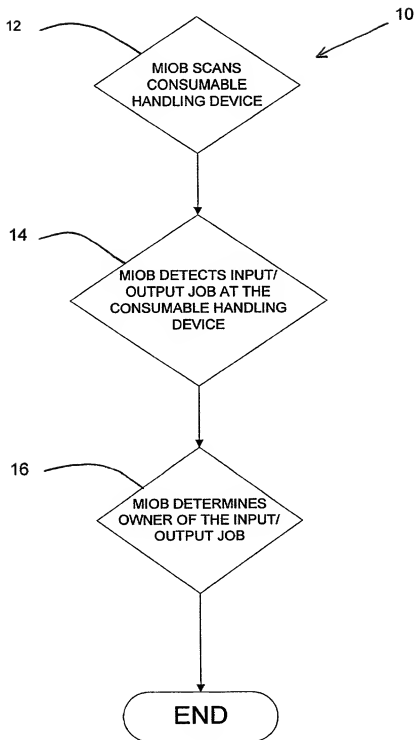 12
10
MIOB SCANS
CONSUMABLE
HANDLING DEVICE
14
MIOB DETECTS INPUT/
OUTPUT JOB AT THE
CONSUMABLE HANDLING
DEVICE
16
MIOB DETERMINES
OWNER OF THE INPUT/
OUTPUT JOB
END